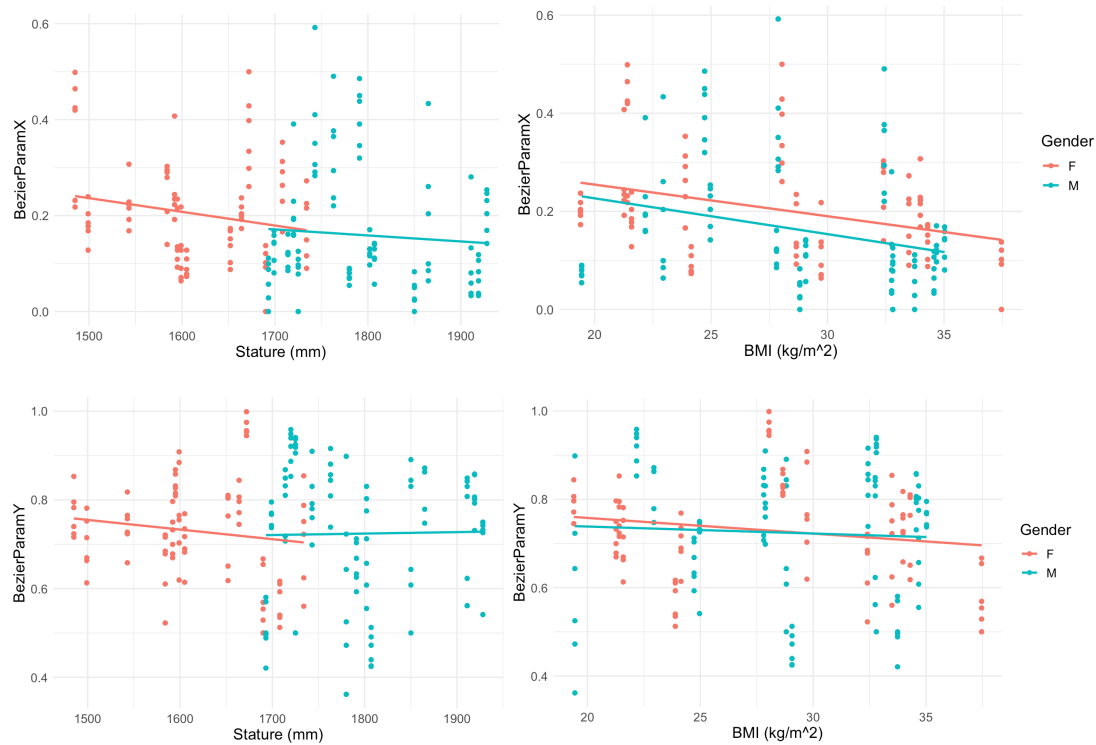 BezierParamX
0.6
0.4
0.2
0.0
1500 1600 1700 1800 1900
Stature (mm)
BezierParamX
0.6
0.4
0.2
0.0
20 25 30 35
BMI (kg/m^2)
Gender
F
M
BezierParamY
1.0
0.8
0.6
0.4
1500 1600 1700 1800 1900
Stature (mm)
BezierParamY
1.0
0.8
0.6
0.4
20 25 30 35
BMI (kg/m^2)
Gender
F
M